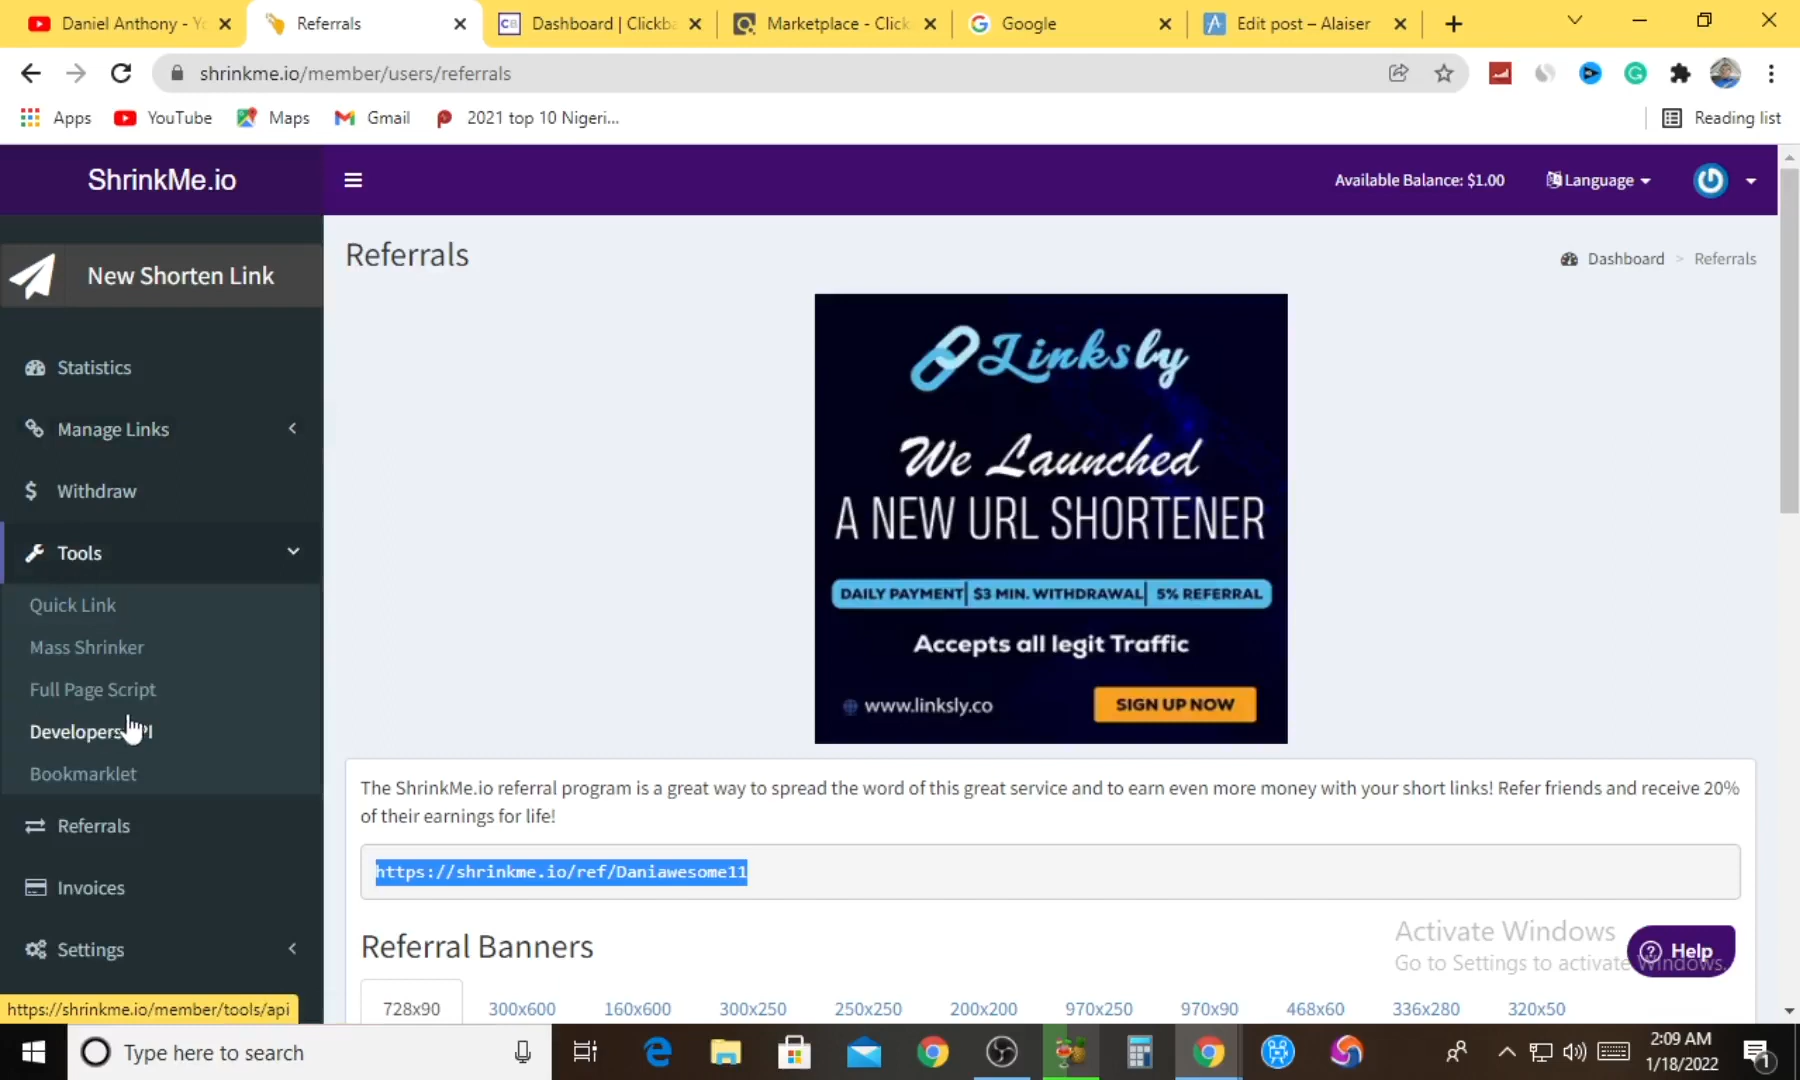 Daniel Anthony - Yo
Referrals
Dashboard | Clickba
Marketplace - Click
Google
Edit post – Alaiser
shrinkme.io/member/users/referrals
Apps
YouTube
Maps
Gmail
2021 top 10 Nigeri...
Reading list
ShrinkMe.io
Available Balance: $1.00
Language
New Shorten Link
Referrals
Dashboard > Referrals
Statistics
Manage Links
Withdraw
Tools
Quick Link
Mass Shrinker
Full Page Script
Developers
Bookmarklet
Referrals
Invoices
Settings
Linksly
We Launched
A NEW URL SHORTENER
DAILY PAYMENT| $3 MIN. WITHDRAWAL| 5% REFERRAL
Accepts all legit Traffic
www.linksly.co
SIGN UP NOW
The ShrinkMe.io referral program is a great way to spread the word of this great service and to earn even more money with your short links! Refer friends and receive 20%
of their earnings for life!
https://shrinkme.io/ref/Daniawesome11
Referral Banners
Activate Windows
Go to Settings to activate Windows.
Help
728x90 300x600 160x600 300x250 250x250 200x200 970x250 970x90 468x60 336x280 320x50
https://shrinkme.io/member/tools/api
Type here to search
2:09 AM
1/18/2022
1